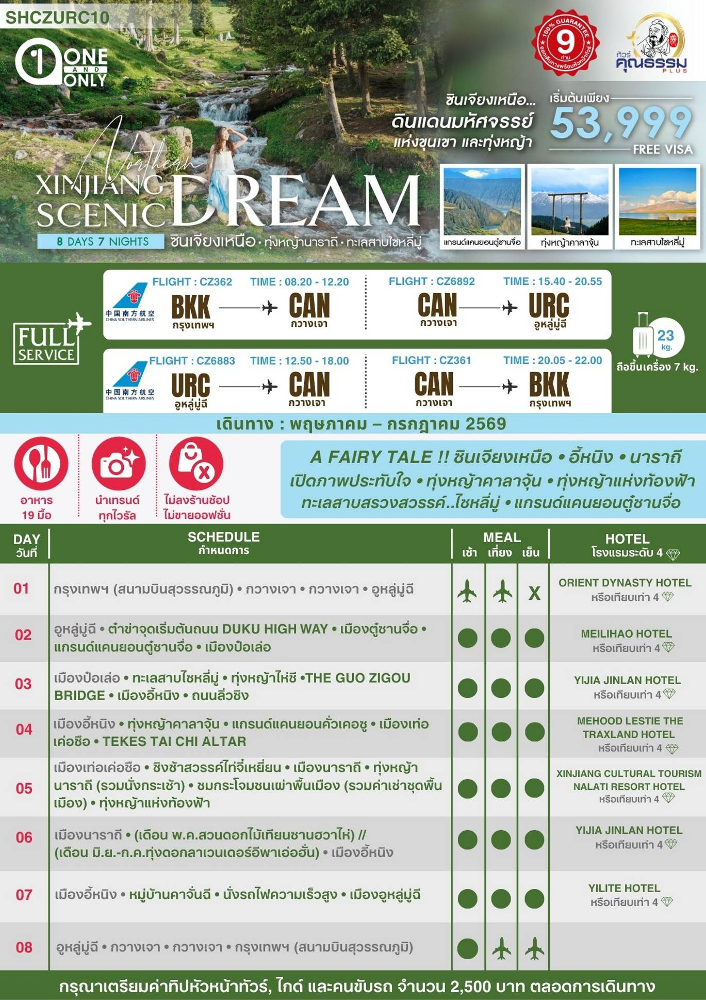 SHCZURC10
ONE
AND
ONLY
100% GUARANTEE
9
ท่าน
ออกเดินทางพร้อมหัวหน้าทัวร์
ทัวร์
คุณธรรม
PLUS
ซินเจียงเหนือ...
ดินแดนมหัศจรรย์
แห่งขุนเขา และทุ่งหญ้า
เริ่มต้นเพียง
53,999
FREE VISA
Northern
XINJIANG
SCENIC DREAM
8 DAYS 7 NIGHTS
ซินเจียงเหนือ · ทุ่งหญ้านาราถี · ทะเลสาบไซหลี่มู่
แกรนด์แคนยอนตู๋ซานจื่อ
ทุ่งหญ้าคาลาจุ้น
ทะเลสาบไซหลี่มู่
FULL
SERVICE
中国南方航空
CHINA SOUTHERN AIRLINES
FLIGHT : CZ362 TIME : 08.20 - 12.20
BKK CAN
กรุงเทพฯ กวางเจา
FLIGHT : CZ6892 TIME : 15.40 - 20.55
CAN URC
กวางเจา อูหลู่มู่ฉี
中国南方航空
CHINA SOUTHERN AIRLINES
FLIGHT : CZ6883 TIME : 12.50 - 18.00
URC CAN
อูหลู่มู่ฉี กวางเจา
FLIGHT : CZ361 TIME : 20.05 - 22.00
CAN BKK
กวางเจา กรุงเทพฯ
23
kg.
ถือขึ้นเครื่อง 7 kg.
เดินทาง : พฤษภาคม – กรกฎาคม 2569
อาหาร
19 มื้อ
นำเทรนด์
ทุกไวรัล
ไม่ลงร้านช้อป
ไม่ขายออฟชั่น
A FAIRY TALE !! ซินเจียงเหนือ • อี้หนิง • นาราถี
เปิดภาพประทับใจ • ทุ่งหญ้าคาลาจุ้น • ทุ่งหญ้าแห่งท้องฟ้า
ทะเลสาบสรวงสวรรค์..ไซหลี่มู่ • แกรนด์แคนยอนตู๋ซานจื่อ
DAY SCHEDULE MEAL HOTEL
วันที่ กำหนดการ เช้า เที่ยง เย็น โรงแรมระดับ 4
01
กรุงเทพฯ (สนามบินสุวรรณภูมิ) • กวางเจา • กวางเจา • อูหลู่มู่ฉี
X
ORIENT DYNASTY HOTEL
หรือเทียบเท่า 4
02
อูหลู่มู่ฉี • ต๋าข่าจุดเริ่มต้นถนน DUKU HIGH WAY • เมืองตู๋ซานจื่อ •
แกรนด์แคนยอนตู๋ซานจื่อ • เมืองป๋อเล่อ
MEILIHAO HOTEL
หรือเทียบเท่า 4
03
เมืองป๋อเล่อ • ทะเลสาบไซหลี่มู่ • ทุ่งหญ้าไห่ซี •THE GUO ZIGOU
BRIDGE • เมืองอี้หนิง • ถนนลิ่วซิง
YIJIA JINLAN HOTEL
หรือเทียบเท่า 4
04
เมืองอี้หนิง • ทุ่งหญ้าคาลาจุ้น • แกรนด์แคนยอนคั่วเคอซู • เมืองเท่อ
เค่อซือ • TEKES TAI CHI ALTAR
MEHOOD LESTIE THE
TRAXLAND HOTEL
หรือเทียบเท่า 4
05
เมืองเท่อเค่อซือ • ชิงช้าสวรรค์ไท่จี๋เหยี่ยน • เมืองนาราถี • ทุ่งหญ้า
นาราถี (รวมนั่งกระเช้า) • ชมกระโจมชนเผ่าพื้นเมือง (รวมค่าเช่าชุดพื้น
เมือง) • ทุ่งหญ้าแห่งท้องฟ้า
XINJIANG CULTURAL TOURISM
NALATI RESORT HOTEL
หรือเทียบเท่า 4
06
เมืองนาราถี • (เดือน พ.ค.สวนดอกไม้เทียนซานฮวาไห่) //
(เดือน มิ.ย.-ก.ค.ทุ่งดอกลาเวนเดอร์อีพาเอ่อฮั่น) • เมืองอี้หนิง
YIJIA JINLAN HOTEL
หรือเทียบเท่า 4
07
เมืองอี้หนิง • หมู่บ้านคาจั่นฉี • นั่งรถไฟความเร็วสูง • เมืองอูหลู่มู่ฉี
YILITE HOTEL
หรือเทียบเท่า 4
08
อูหลู่มู่ฉี • กวางเจา • กวางเจา • กรุงเทพฯ (สนามบินสุวรรณภูมิ)
กรุณาเตรียมค่าทิปหัวหน้าทัวร์, ไกด์ และคนขับรถ จำนวน 2,500 บาท ตลอดการเดินทาง